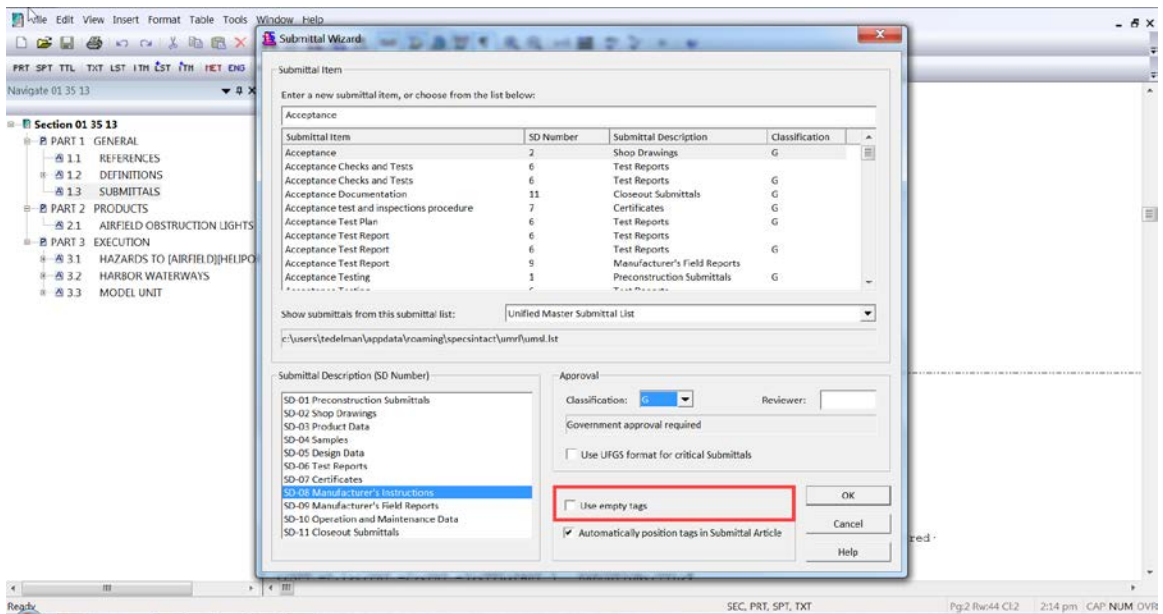 File Edit View Insert Format Table Tools Window Help
PRT SPT TTL TXT LST ITM LST ITM MET ENG
Navigate 01 35 13
Section 01 35 13
PART 1 GENERAL
1.1 REFERENCES
1.2 DEFINITIONS
1.3 SUBMITTALS
PART 2 PRODUCTS
2.1 AIRFIELD OBSTRUCTION LIGHTS
PART 3 EXECUTION
3.1 HAZARDS TO [AIRFIELD][HELIPO
3.2 HARBOR WATERWAYS
3.3 MODEL UNIT
Submittal Wizard
Submittal Item
Enter a new submittal item, or choose from the list below:
Acceptance
Submittal Item SD Number Submittal Description Classification
Acceptance 2 Shop Drawings G
Acceptance Checks and Tests 6 Test Reports
Acceptance Checks and Tests 6 Test Reports G
Acceptance Documentation 11 Closeout Submittals G
Acceptance test and inspections procedure 7 Certificates G
Acceptance Test Plan 6 Test Reports G
Acceptance Test Report 6 Test Reports
Acceptance Test Report 6 Test Reports G
Acceptance Test Report 9 Manufacturer's Field Reports
Acceptance Testing 1 Preconstruction Submittals G
Show submittals from this submittal list: Unified Master Submittal List
c:\users\tedelman\appdata\roaming\specsintact\umrl\umsl.lst
Submittal Description (SD Number)
SD-01 Preconstruction Submittals
SD-02 Shop Drawings
SD-03 Product Data
SD-04 Samples
SD-05 Design Data
SD-06 Test Reports
SD-07 Certificates
SD-08 Manufacturer's Instructions
SD-09 Manufacturer's Field Reports
SD-10 Operation and Maintenance Data
SD-11 Closeout Submittals
Approval
Classification: G Reviewer:
Government approval required
Use UFGS format for critical Submittals
Use empty tags
Automatically position tags in Submittal Article
OK
Cancel
Help
red
Ready SEC, PRT, SPT, TXT Pg:2 Rw:44 Cl:2 2:14 pm CAP NUM OVR